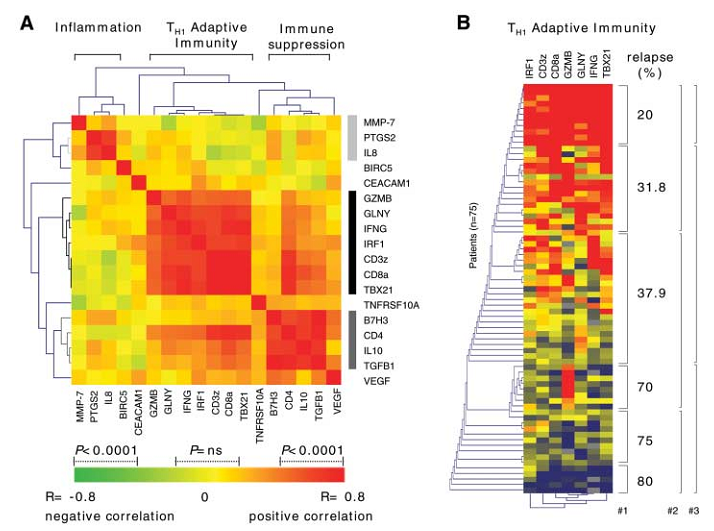 A
Inflammation
TH1 Adaptive
Immunity
Immune
suppression
MMP-7
PTGS2
IL8
BIRC5
CEACAM1
GZMB
GLNY
IFNG
IRF1
CD3z
CD8a
TBX21
TNFRSF10A
B7H3
CD4
IL10
TGFB1
VEGF
MMP-7
PTGS2
IL8
BIRC5
CEACAM1
GZMB
GLNY
IFNG
IRF1
CD3z
CD8a
TBX21
TNFRSF10A
B7H3
CD4
IL10
TGFB1
VEGF
P<0.0001
P=ns
P<0.0001
R= -0.8
0
R= 0.8
negative correlation
positive correlation
B
TH1 Adaptive Immunity
IRF1
CD3z
CD8a
GZMB
GLNY
IFNG
TBX21
relapse
(%)
Patients (n=75)
20
31.8
37.9
70
75
80
#1
#2
#3